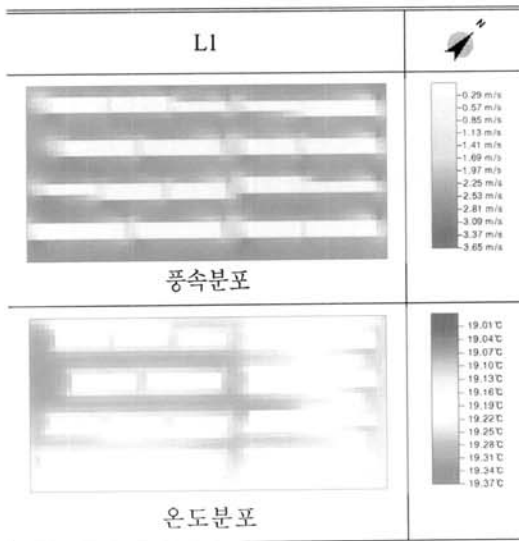 L1
N
0.29 m/s
0.57 m/s
0.85 m/s
1.13 m/s
1.41 m/s
1.69 m/s
1.97 m/s
2.25 m/s
2.53 m/s
2.81 m/s
3.09 m/s
3.37 m/s
3.65 m/s
풍속분포
19.01℃
19.04℃
19.07℃
19.10℃
19.13℃
19.16℃
19.19℃
19.22℃
19.25℃
19.28℃
19.31℃
19.34℃
19.37℃
온도분포